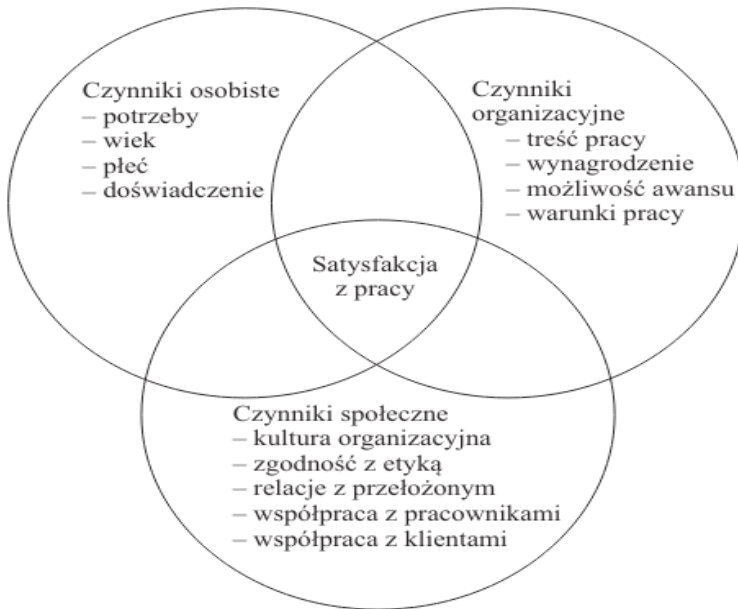 Czynniki osobiste
– potrzeby
– wiek
– płeć
– doświadczenie
Czynniki
organizacyjne
– treść pracy
– wynagrodzenie
– możliwość awansu
– warunki pracy
Satysfakcja
z pracy
Czynniki społeczne
– kultura organizacyjna
– zgodność z etyką
– relacje z przełożonym
– współpraca z pracownikami
– współpraca z klientami